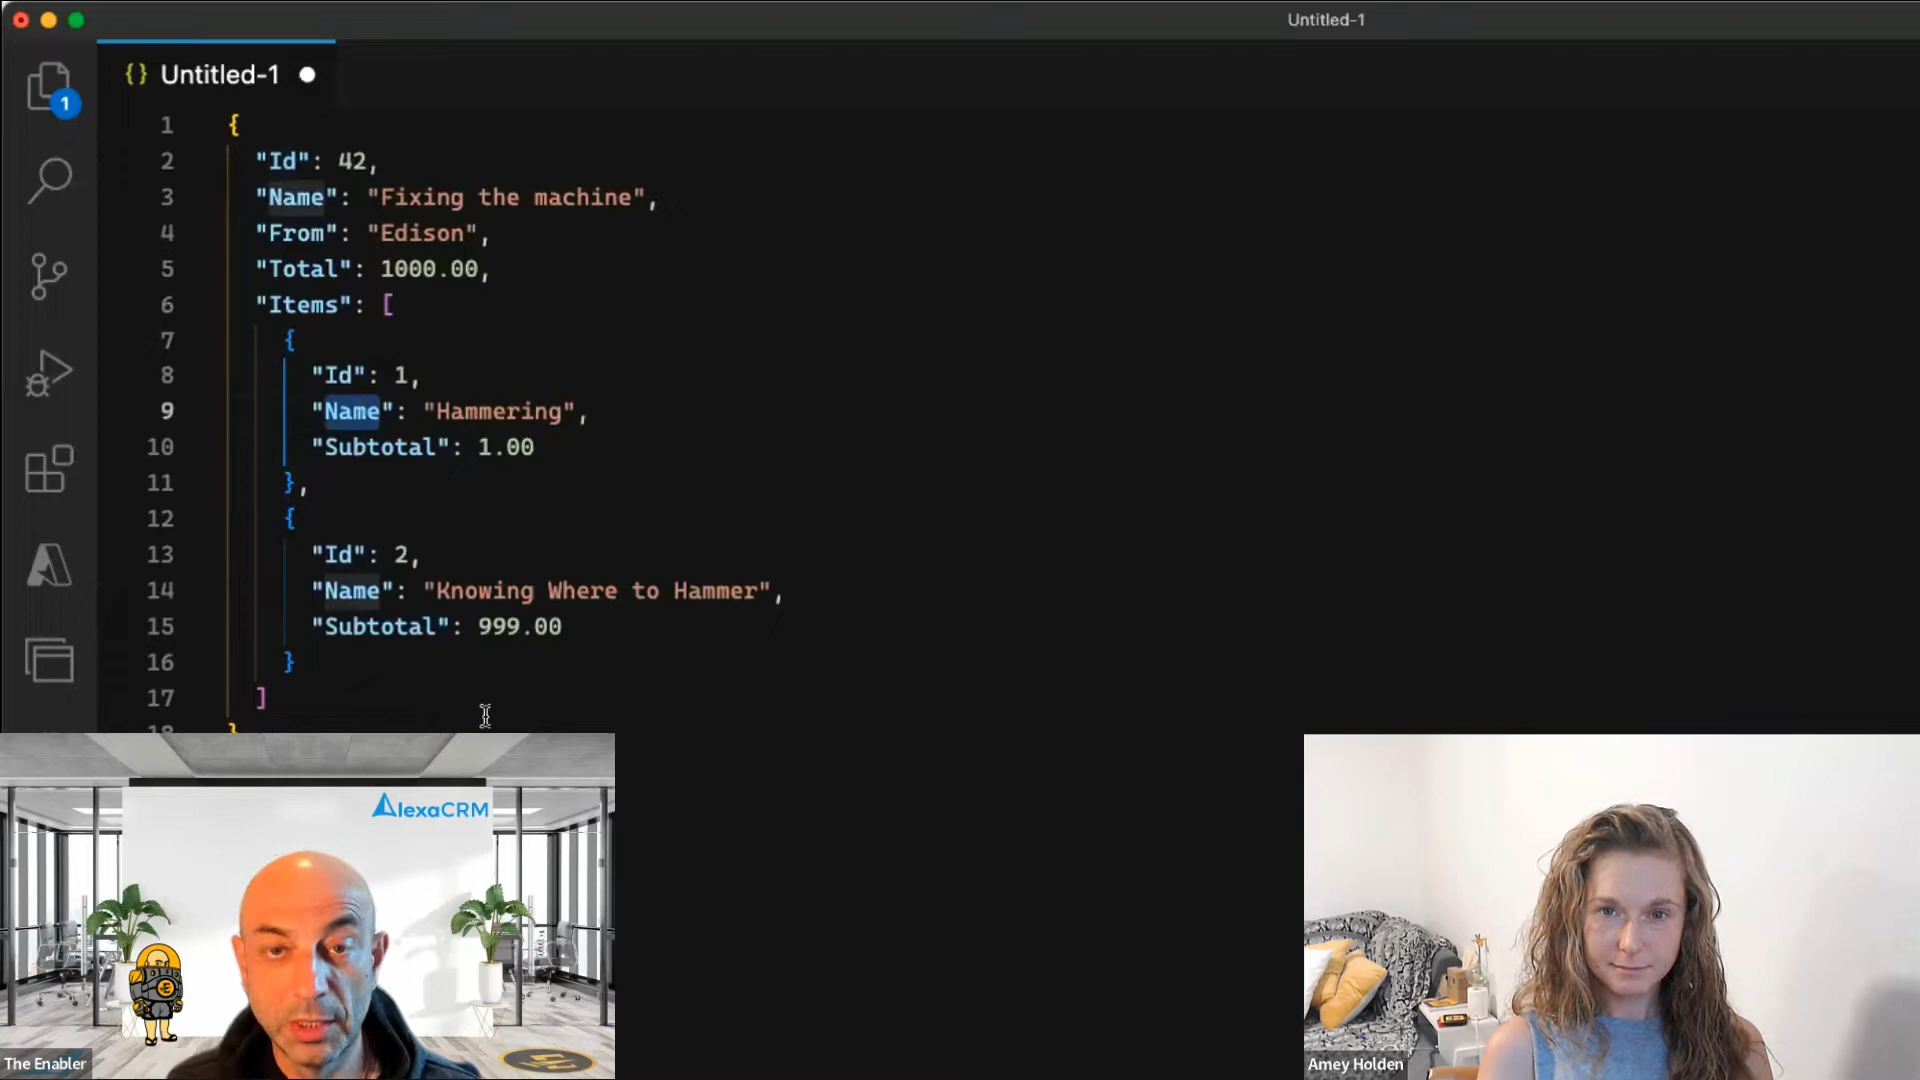 Untitled-1
{} Untitled-1
1
1 {
2 "Id": 42,
3 "Name": "Fixing the machine",
4 "From": "Edison",
5 "Total": 1000.00,
6 "Items": [
7 {
8 "Id": 1,
9 "Name": "Hammering",
10 "Subtotal": 1.00
11 },
12 {
13 "Id": 2,
14 "Name": "Knowing Where to Hammer",
15 "Subtotal": 999.00
16 }
17 ]
18 }
AlexaCRM
The Enabler
Amey Holden